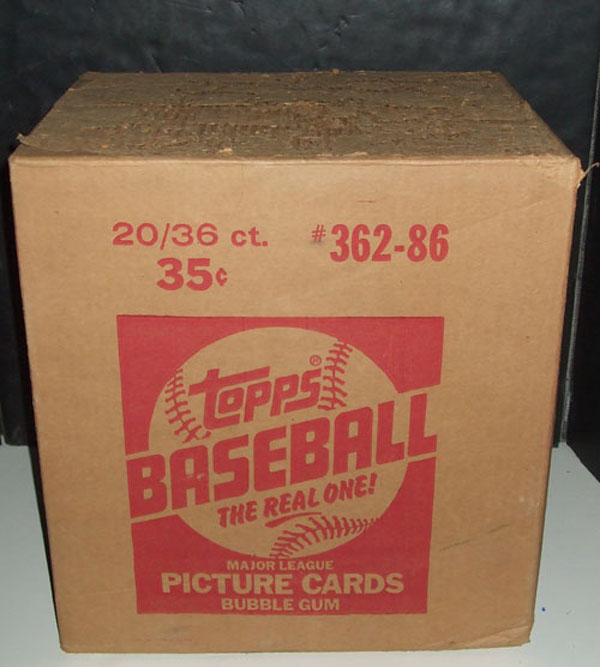 20/36 ct. #362-86
35¢
Topps®
BASEBALL
THE REAL ONE!
MAJOR LEAGUE
PICTURE CARDS
BUBBLE GUM